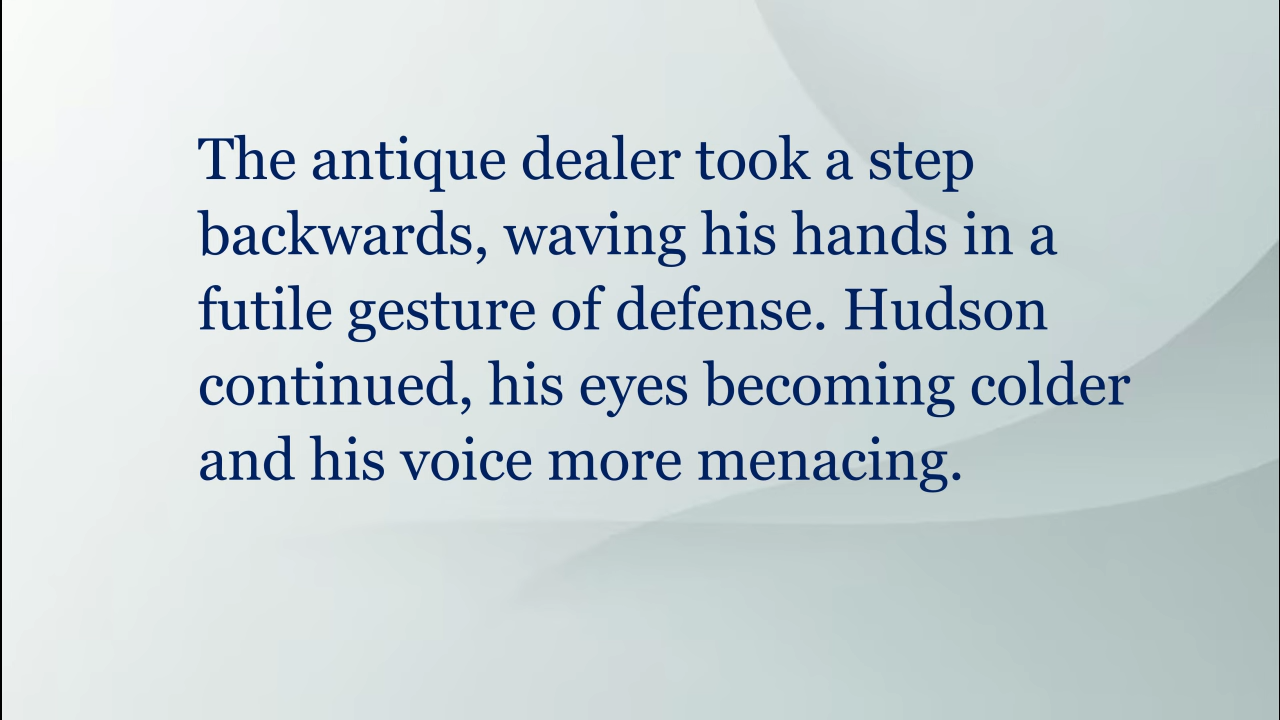 The antique dealer took a step
backwards, waving his hands in a
futile gesture of defense. Hudson
continued, his eyes becoming colder
and his voice more menacing.